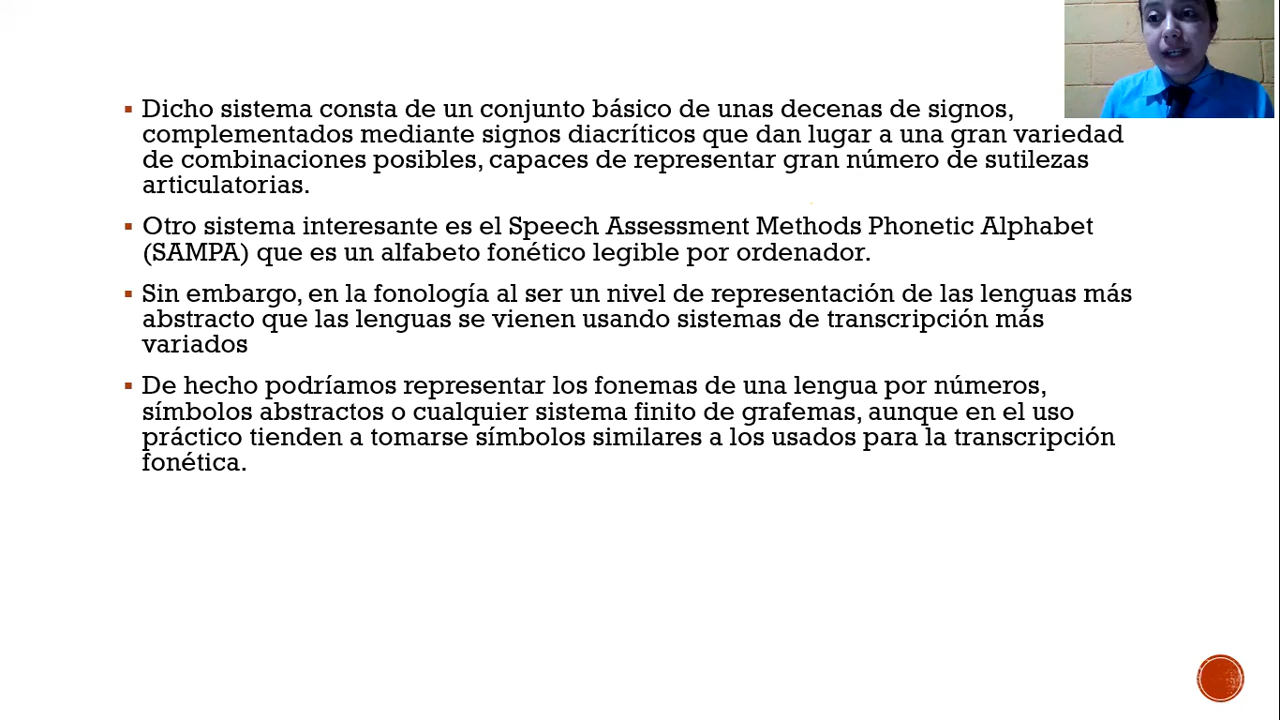 Dicho sistema consta de un conjunto básico de unas decenas de signos,
complementados mediante signos diacríticos que dan lugar a una gran variedad
de combinaciones posibles, capaces de representar gran número de sutilezas
articulatorias.
Otro sistema interesante es el Speech Assessment Methods Phonetic Alphabet
(SAMPA) que es un alfabeto fonético legible por ordenador.
Sin embargo, en la fonología al ser un nivel de representación de las lenguas más
abstracto que las lenguas se vienen usando sistemas de transcripción más
variados
De hecho podríamos representar los fonemas de una lengua por números,
símbolos abstractos o cualquier sistema finito de grafemas, aunque en el uso
práctico tienden a tomarse símbolos similares a los usados para la transcripción
fonética.